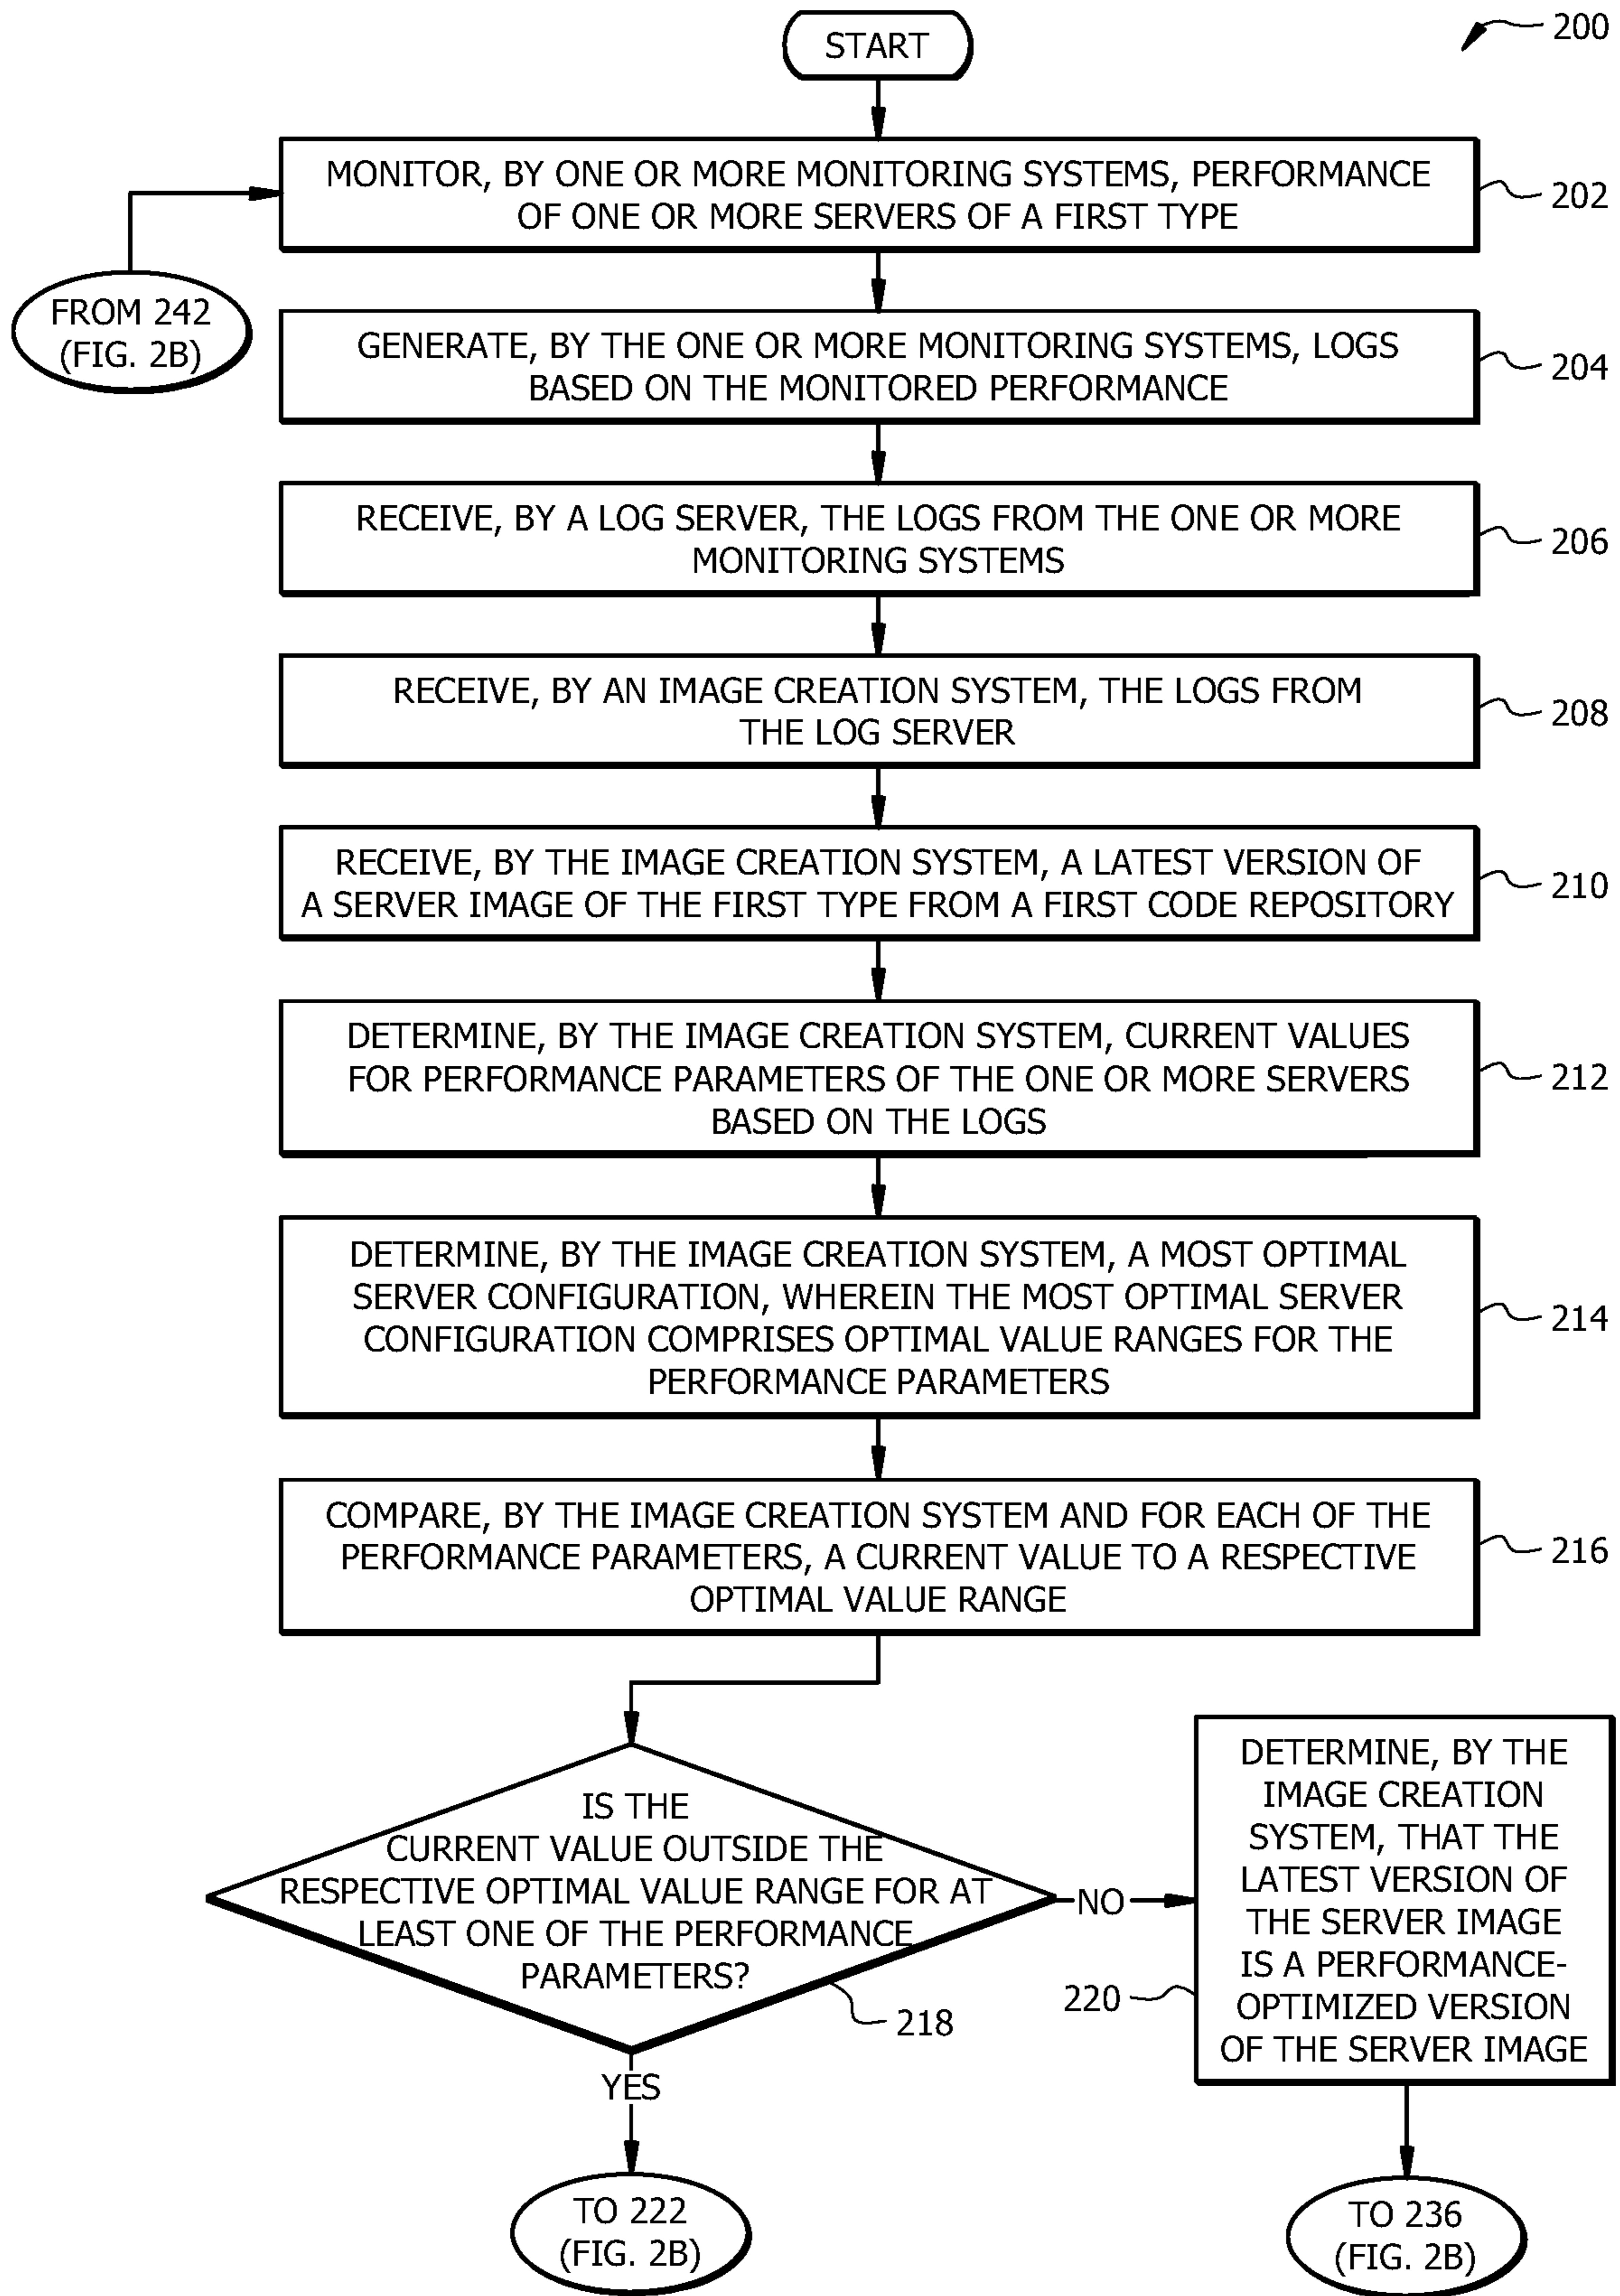 200
START
MONITOR, BY ONE OR MORE MONITORING SYSTEMS, PERFORMANCE
OF ONE OR MORE SERVERS OF A FIRST TYPE
202
FROM 242
(FIG. 2B)
GENERATE, BY THE ONE OR MORE MONITORING SYSTEMS, LOGS
BASED ON THE MONITORED PERFORMANCE
204
RECEIVE, BY A LOG SERVER, THE LOGS FROM THE ONE OR MORE
MONITORING SYSTEMS
206
RECEIVE, BY AN IMAGE CREATION SYSTEM, THE LOGS FROM
THE LOG SERVER
208
RECEIVE, BY THE IMAGE CREATION SYSTEM, A LATEST VERSION OF
A SERVER IMAGE OF THE FIRST TYPE FROM A FIRST CODE REPOSITORY
210
DETERMINE, BY THE IMAGE CREATION SYSTEM, CURRENT VALUES
FOR PERFORMANCE PARAMETERS OF THE ONE OR MORE SERVERS
BASED ON THE LOGS
212
DETERMINE, BY THE IMAGE CREATION SYSTEM, A MOST OPTIMAL
SERVER CONFIGURATION, WHEREIN THE MOST OPTIMAL SERVER
CONFIGURATION COMPRISES OPTIMAL VALUE RANGES FOR THE
PERFORMANCE PARAMETERS
214
COMPARE, BY THE IMAGE CREATION SYSTEM AND FOR EACH OF THE
PERFORMANCE PARAMETERS, A CURRENT VALUE TO A RESPECTIVE
OPTIMAL VALUE RANGE
216
IS THE
CURRENT VALUE OUTSIDE THE
RESPECTIVE OPTIMAL VALUE RANGE FOR AT
LEAST ONE OF THE PERFORMANCE
PARAMETERS?
218
NO
DETERMINE, BY THE
IMAGE CREATION
SYSTEM, THAT THE
LATEST VERSION OF
THE SERVER IMAGE
IS A PERFORMANCE-
OPTIMIZED VERSION
OF THE SERVER IMAGE
220
YES
TO 222
(FIG. 2B)
TO 236
(FIG. 2B)